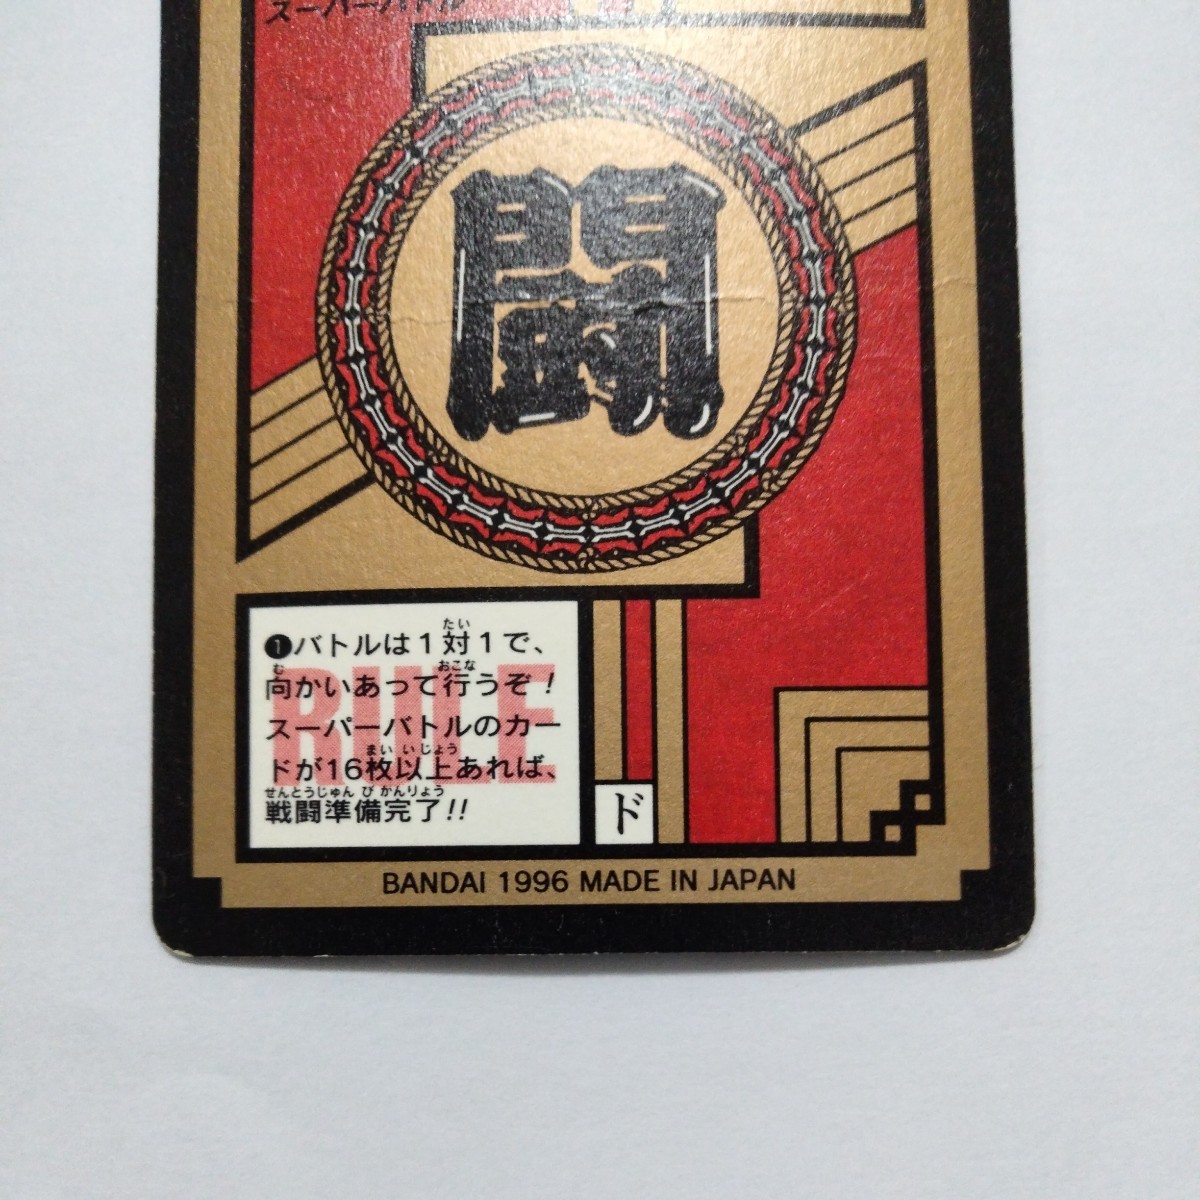 スーパーバトル
闘
RULE
❶バトルは1対1で、
向かいあって行うぞ!
スーパーバトルのカー
ドが16枚以上あれば、
戦闘準備完了!!
ド
BANDAI 1996 MADE IN JAPAN